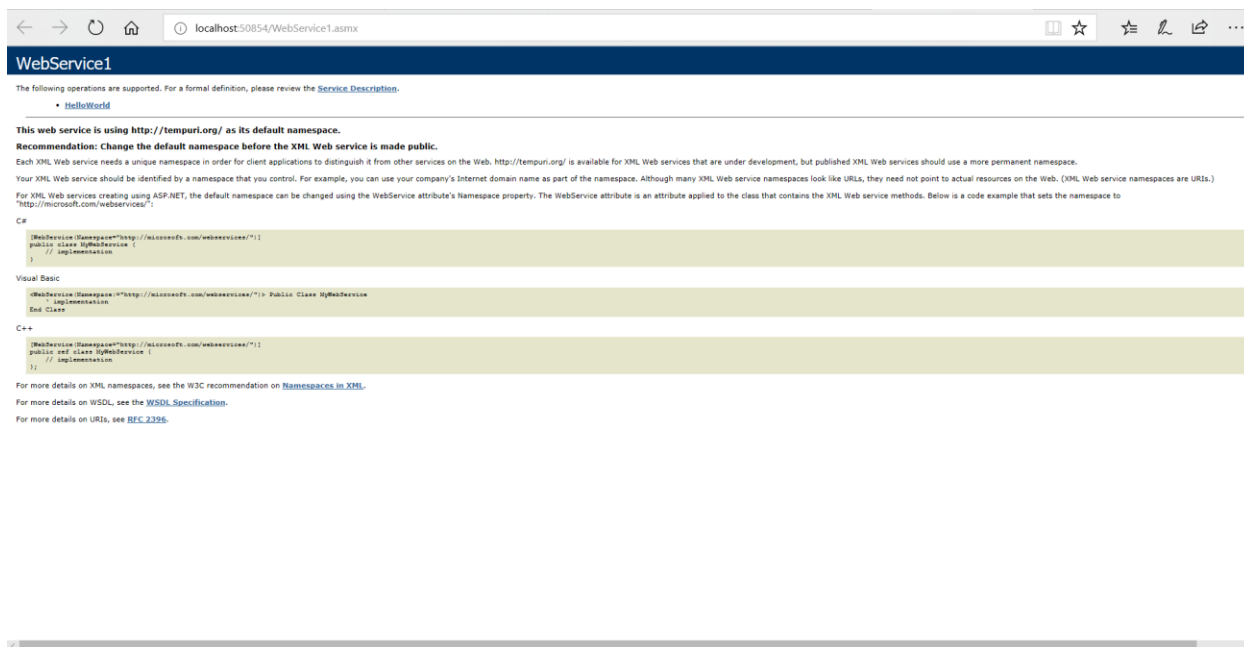 localhost:50854/WebService1.asmx
WebService1
The following operations are supported. For a formal definition, please review the Service Description.
• HelloWorld
This web service is using http://tempuri.org/ as its default namespace.
Recommendation: Change the default namespace before the XML Web service is made public.
Each XML Web service needs a unique namespace in order for client applications to distinguish it from other services on the Web. http://tempuri.org/ is available for XML Web services that are under development, but published XML Web services should use a more permanent namespace.
Your XML Web service should be identified by a namespace that you control. For example, you can use your company's Internet domain name as part of the namespace. Although many XML Web service namespaces look like URLs, they need not point to actual resources on the Web. (XML Web service namespaces are URIs.)
For XML Web services creating using ASP.NET, the default namespace can be changed using the WebService attribute's Namespace property. The WebService attribute is an attribute applied to the class that contains the XML Web service methods. Below is a code example that sets the namespace to
"http://microsoft.com/webservices/":
C#
[WebService(Namespace="http://microsoft.com/webservices/")]
public class MyWebService {
// implementation
}
Visual Basic
<WebService(Namespace:="http://microsoft.com/webservices/")> Public Class MyWebService
' implementation
End Class
C++
[WebService(Namespace="http://microsoft.com/webservices/")]
public ref class MyWebService {
// implementation
};
For more details on XML namespaces, see the W3C recommendation on Namespaces in XML.
For more details on WSDL, see the WSDL Specification.
For more details on URIs, see RFC 2396.